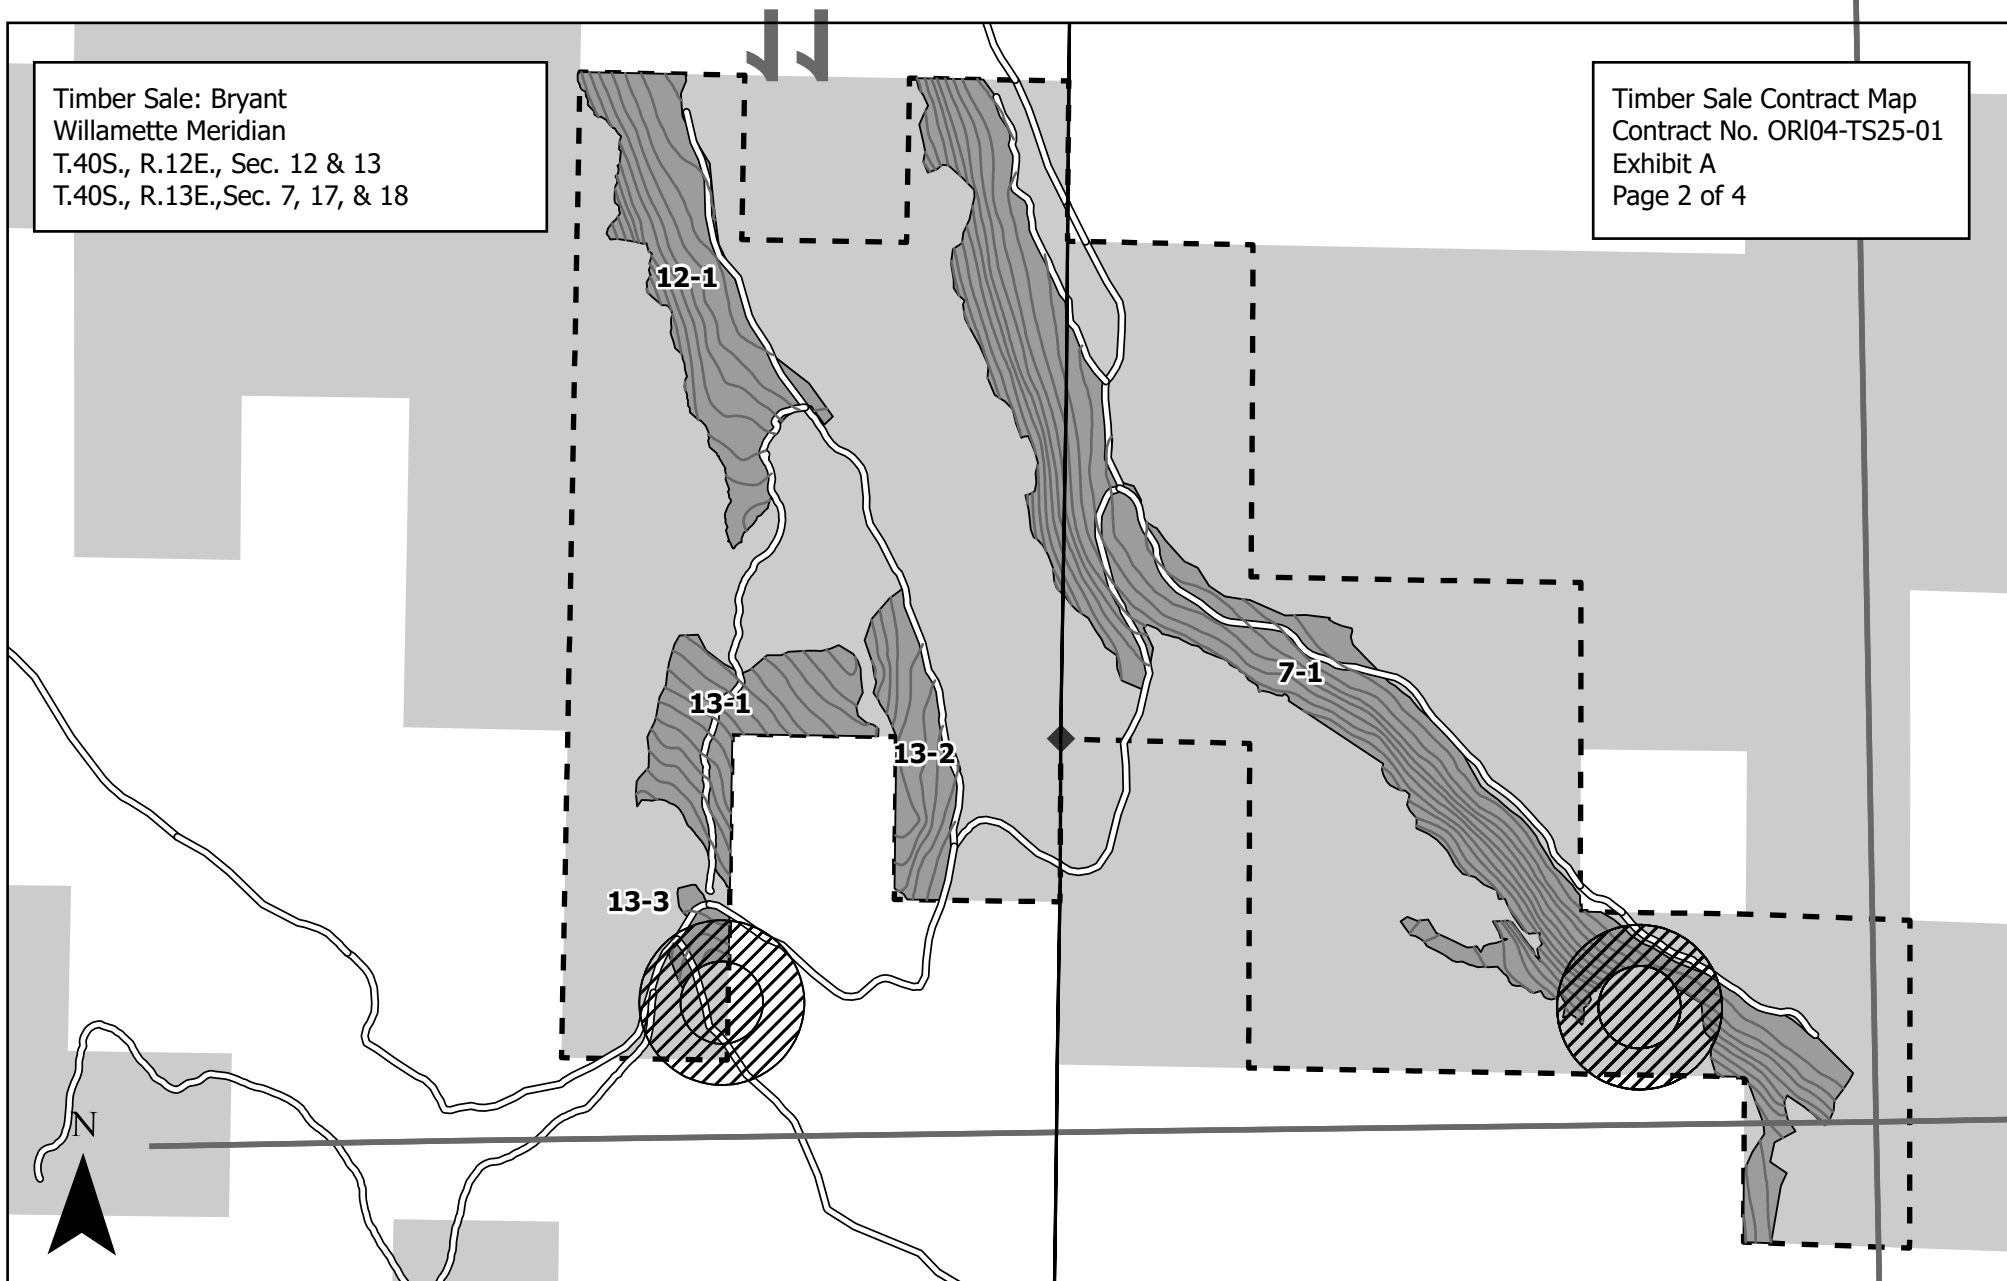 Timber Sale: Bryant
Willamette Meridian
T.40S., R.12E., Sec. 12 & 13
T.40S., R.13E.,Sec. 7, 17, & 18
Timber Sale Contract Map
Contract No. ORl04-TS25-01
Exhibit A
Page 2 of 4
12-1
7-1
13-1
13-2
13-3
N